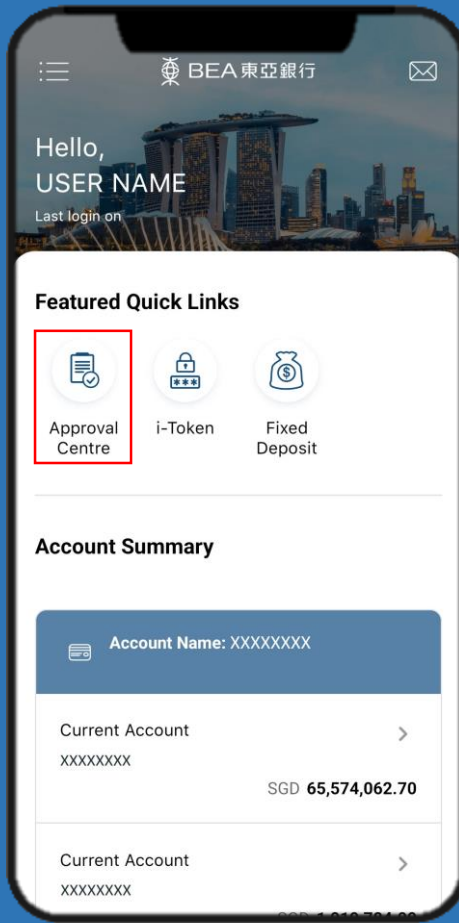 BEA東亞銀行
Hello,
USER NAME
Last login on
Featured Quick Links
Approval
Centre
i-Token
Fixed
Deposit
Account Summary
Account Name: XXXXXXXX
Current Account
XXXXXXXX
SGD 65,574,062.70
Current Account
XXXXXXXX